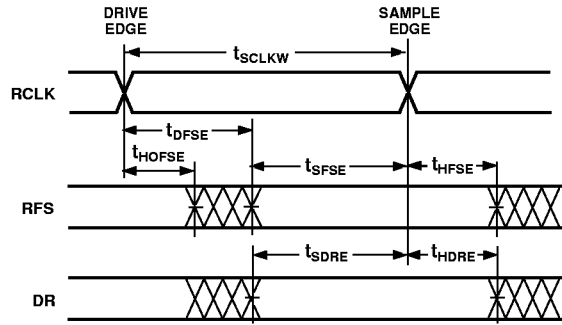 DRIVE EDGE
SAMPLE EDGE
tSCLKW
RCLK
tDFSE
tHOFSE
tSFSE
tHFSE
RFS
tSDRE
tHDRE
DR